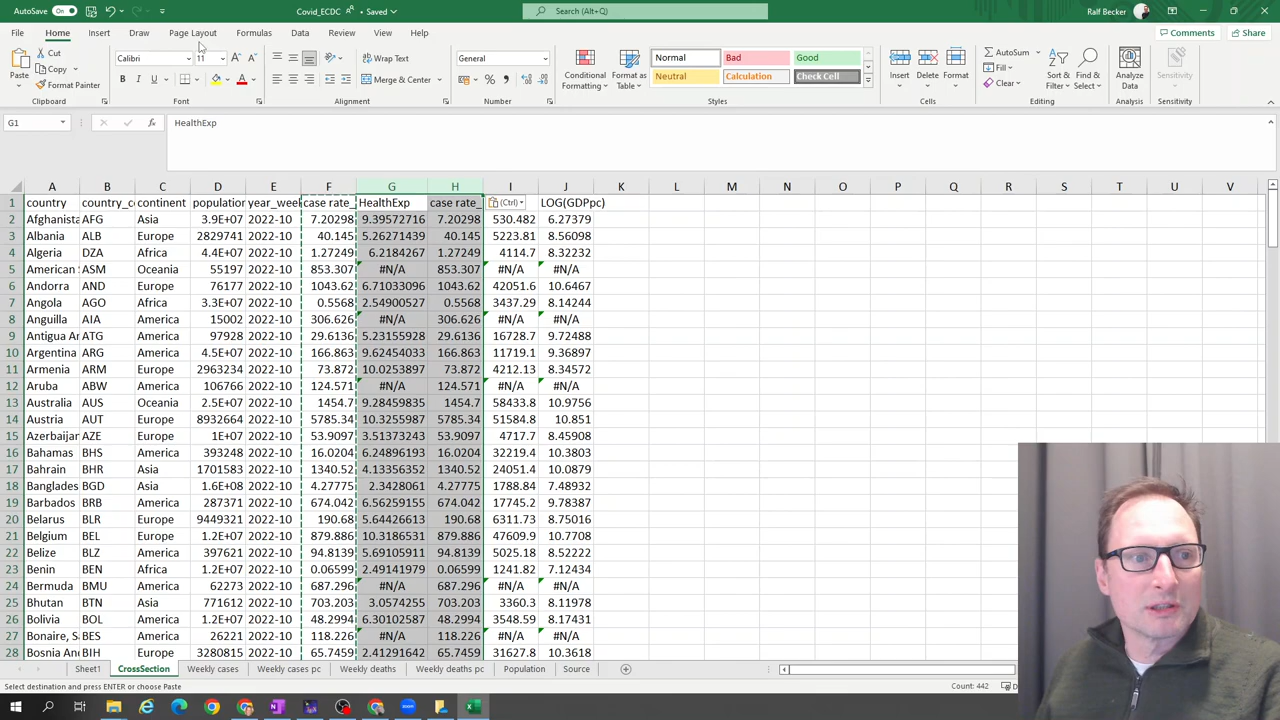 AutoSave On Covid_ECDC • Saved Search (Alt+Q) Ralf Becker
File Home Insert Draw Page Layout Formulas Data Review View Help Comments Share
Paste Cut Copy Format Painter Clipboard
Calibri 11 B I U A Font
Wrap Text Merge & Center Alignment
General % Number
Conditional Formatting Format as Table Normal Bad Good Neutral Calculation Check Cell Styles
Insert Delete Format Cells
AutoSum Fill Clear Sort & Filter Find & Select Editing
Analyze Data Analysis
Sensitivity Sensitivity
G1 fx HealthExp
A B C D E F G H I J K L M N O P Q R S T U V
1 country country_c continent population year_week case rate_ HealthExp case rate_ (Ctrl) LOG(GDPpc)
2 Afghanista AFG Asia 3.9E+07 2022-10 7.20298 9.39572716 7.20298 530.482 6.27379
3 Albania ALB Europe 2829741 2022-10 40.145 5.26271439 40.145 5223.81 8.56098
4 Algeria DZA Africa 4.4E+07 2022-10 1.27249 6.2184267 1.27249 4114.7 8.32232
5 American ASM Oceania 55197 2022-10 853.307 #N/A 853.307 #N/A #N/A
6 Andorra AND Europe 76177 2022-10 1043.62 6.71033096 1043.62 42051.6 10.6467
7 Angola AGO Africa 3.3E+07 2022-10 0.5568 2.54900527 0.5568 3437.29 8.14244
8 Anguilla AIA America 15002 2022-10 306.626 #N/A 306.626 #N/A #N/A
9 Antigua An ATG America 97928 2022-10 29.6136 5.23155928 29.6136 16728.7 9.72488
10 Argentina ARG America 4.5E+07 2022-10 166.863 9.62454033 166.863 11719.1 9.36897
11 Armenia ARM America 2963234 2022-10 73.872 10.0253897 73.872 4212.13 8.34572
12 Aruba ABW America 106766 2022-10 124.571 #N/A 124.571 #N/A #N/A
13 Australia AUS Oceania 2.5E+07 2022-10 1454.7 9.28459835 1454.7 58433.8 10.9756
14 Austria AUT Europe 8932664 2022-10 5785.34 10.3255987 5785.34 51584.8 10.851
15 Azerbaijan AZE Europe 1E+07 2022-10 53.9097 3.51373243 53.9097 4717.7 8.45908
16 Bahamas BHS America 393248 2022-10 16.0204 6.24896193 16.0204 32219.4 10.3803
17 Bahrain BHR Asia 1701583 2022-10 1340.52 4.13356352 1340.52 24051.4 10.0879
18 Banglades BGD Asia 1.6E+08 2022-10 4.27775 2.3428061 4.27775 1788.84 7.48932
19 Barbados BRB America 287371 2022-10 674.042 6.56259155 674.042 17745.2 9.78387
20 Belarus BLR Europe 9449321 2022-10 190.68 5.64426613 190.68 6311.73 8.75016
21 Belgium BEL Europe 1.2E+07 2022-10 879.886 10.3186531 879.886 47609.9 10.7708
22 Belize BLZ America 397621 2022-10 94.8139 5.69105911 94.8139 5025.18 8.52222
23 Benin BEN Africa 1.2E+07 2022-10 0.06599 2.49141979 0.06599 1241.82 7.12434
24 Bermuda BMU America 62273 2022-10 687.296 #N/A 687.296 #N/A #N/A
25 Bhutan BTN Asia 771612 2022-10 703.203 3.0574255 703.203 3360.3 8.11978
26 Bolivia BOL America 1.2E+07 2022-10 48.2994 6.30102587 48.2994 3548.59 8.17431
27 Bonaire, Sa BES America 26221 2022-10 118.226 #N/A 118.226 #N/A #N/A
28 Bosnia And BIH Europe 3280815 2022-10 65.7459 2.41291642 65.7459 31627.8 10.3618
Sheet1 CrossSection Weekly cases Weekly cases pc Weekly deaths Weekly deaths pc Population Source
Select destination and press ENTER or choose Paste Count: 442